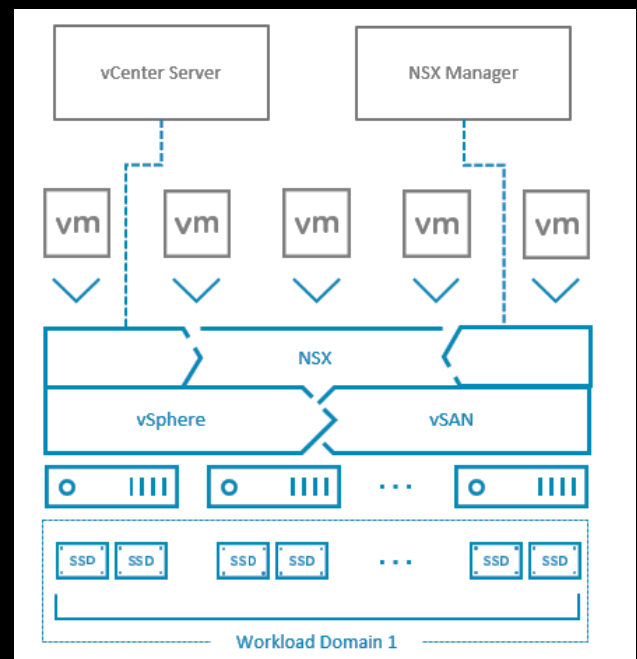 vCenter Server
NSX Manager
vm vm vm vm vm
NSX
vSphere
vSAN
SSD SSD SSD SSD SSD SSD
Workload Domain 1